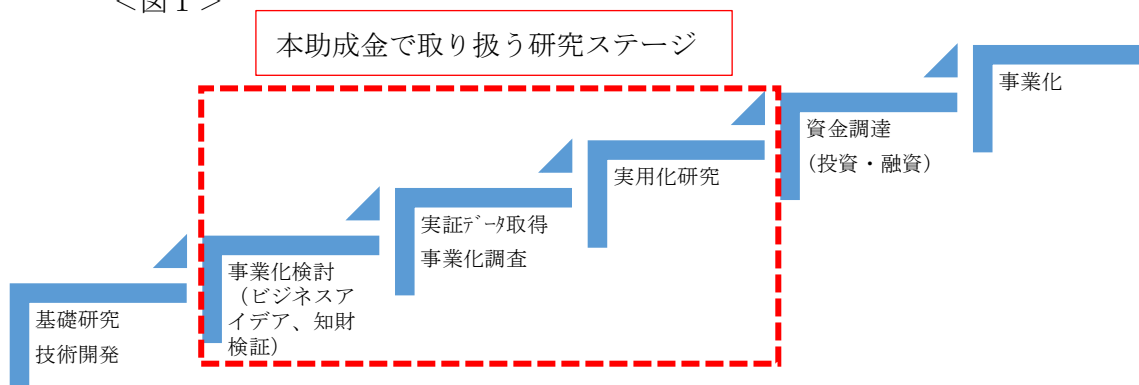 <図1>
本助成金で取り扱う研究ステージ
事業化
資金調達
(投資・融資)
実用化研究
実証ﾃﾞｰﾀ取得
事業化調査
事業化検討
(ビジネスア
イデア、知財
検証)
基礎研究
技術開発